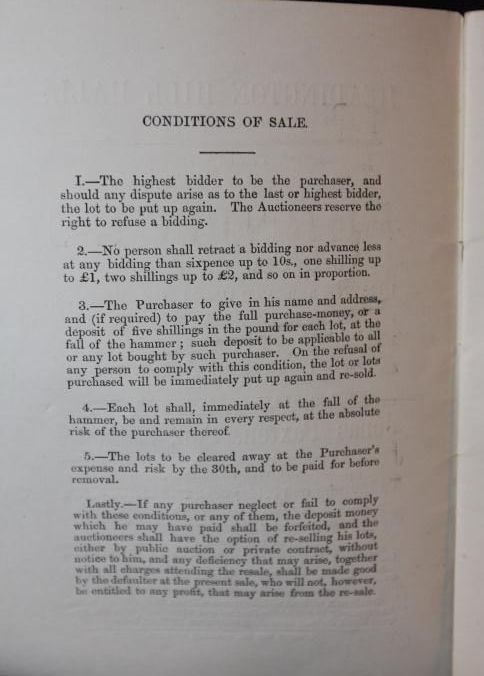 CONDITIONS OF SALE.
I.—The highest bidder to be the purchaser, and
should any dispute arise as to the last or highest bidder,
the lot to be put up again. The Auctioneers reserve the
right to refuse a bidding.
2.—No person shall retract a bidding nor advance less
at any bidding than sixpence up to 10s., one shilling up
to £1, two shillings up to £2, and so on in proportion.
3.—The Purchaser to give in his name and address,
and (if required) to pay the full purchase-money, or a
deposit of five shillings in the pound for each lot, at the
fall of the hammer; such deposit to be applicable to all
or any lot bought by such purchaser. On the refusal of
any person to comply with this condition, the lot or lots
purchased will be immediately put up again and re-sold.
4.—Each lot shall, immediately at the fall of the
hammer, be and remain in every respect, at the absolute
risk of the purchaser thereof.
5.—The lots to be cleared away at the Purchaser's
expense and risk by the 30th, and to be paid for before
removal.
Lastly.—If any purchaser neglect or fail to comply
with these conditions, or any of them, the deposit money
which he may have paid shall be forfeited, and the
auctioneers shall have the option of re-selling his lots,
either by public auction or private contract, without
notice to him, and any deficiency that may arise, together
with all charges attending the resale, shall be made good
by the defaulter at the present sale, who will not, however,
be entitled to any profit, that may arise from the re-sale.